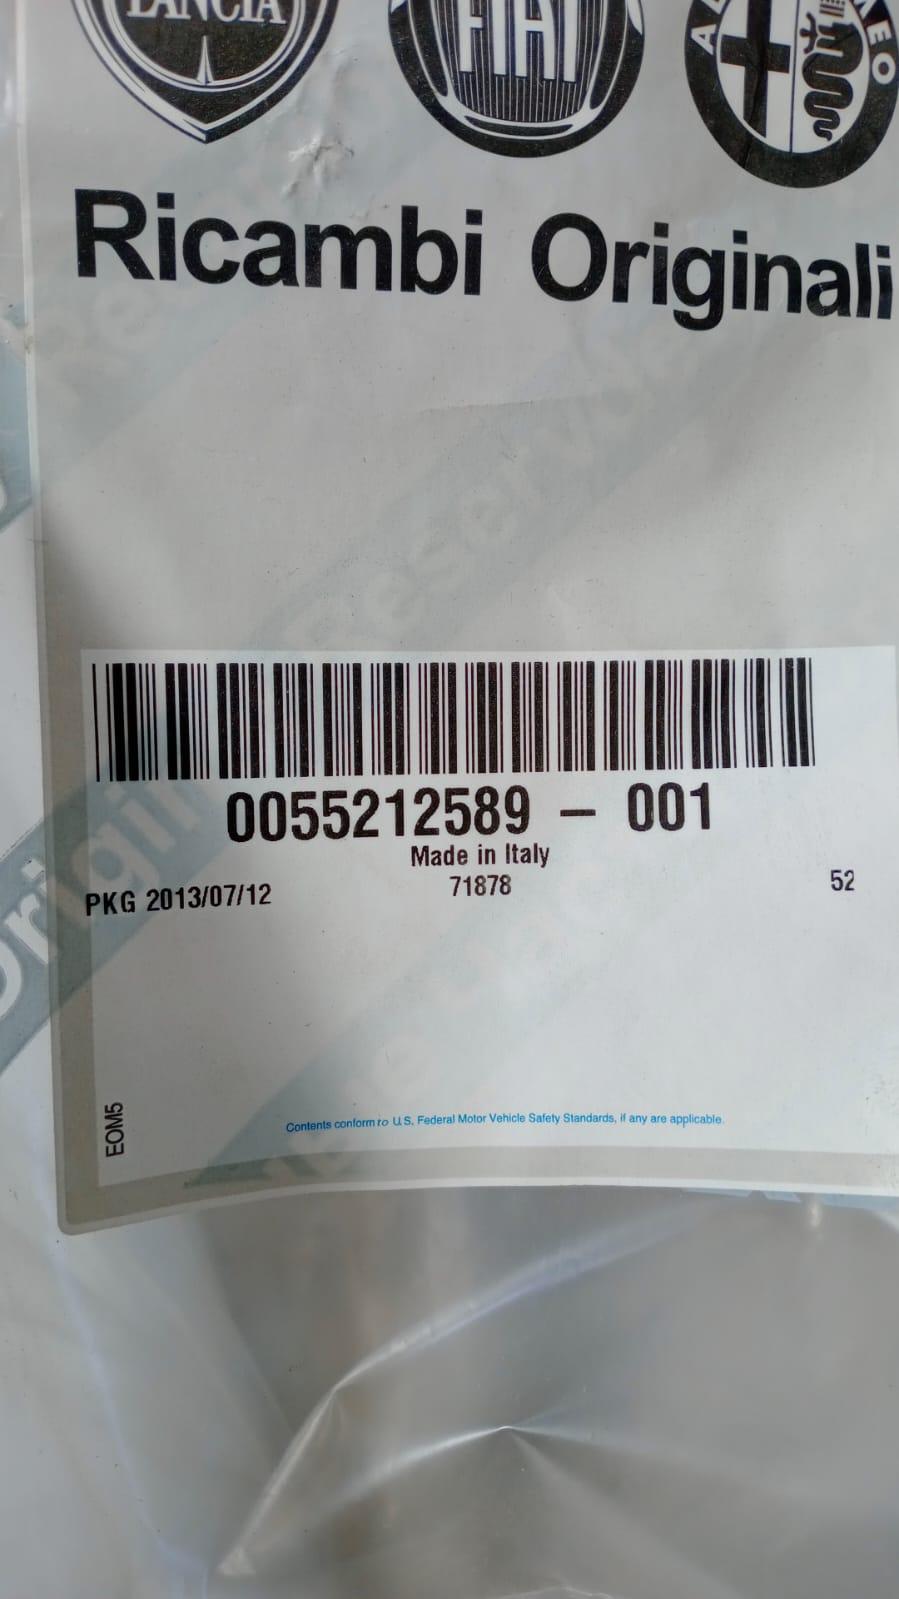 LANCIA
FIAT
Ricambi Originali
0055212589 - 001
Made in Italy
71878
PKG 2013/07/12
52
EOM5
Contents conform to U.S. Federal Motor Vehicle Safety Standards, if any are applicable.